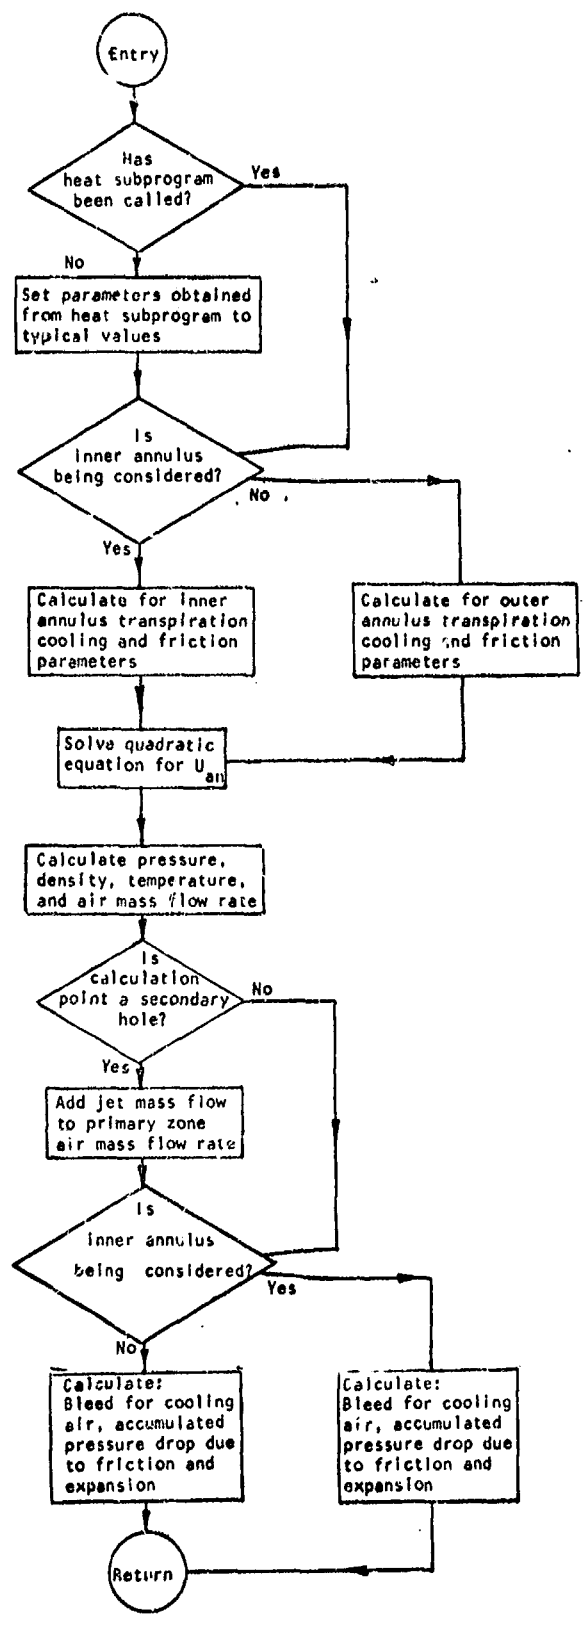 Entry
Has
heat subprogram
been called?
Yes
No
Set parameters obtained
from heat subprogram to
typical values
Is
inner annulus
being considered?
No
Yes
Calculate for inner
annulus transpiration
cooling and friction
parameters
Calculate for outer
annulus transpiration
cooling and friction
parameters
Solve quadratic
equation for U
an
Calculate pressure,
density, temperature,
and air mass flow rate
Is
calculation
point a secondary
hole?
No
Yes
Add jet mass flow
to primary zone
air mass flow rate
Is
inner annulus
being considered?
Yes
No
Calculate:
Bleed for cooling
air, accumulated
pressure drop due
to friction and
expansion
Calculate:
Bleed for cooling
air, accumulated
pressure drop due
to friction and
expansion
Return